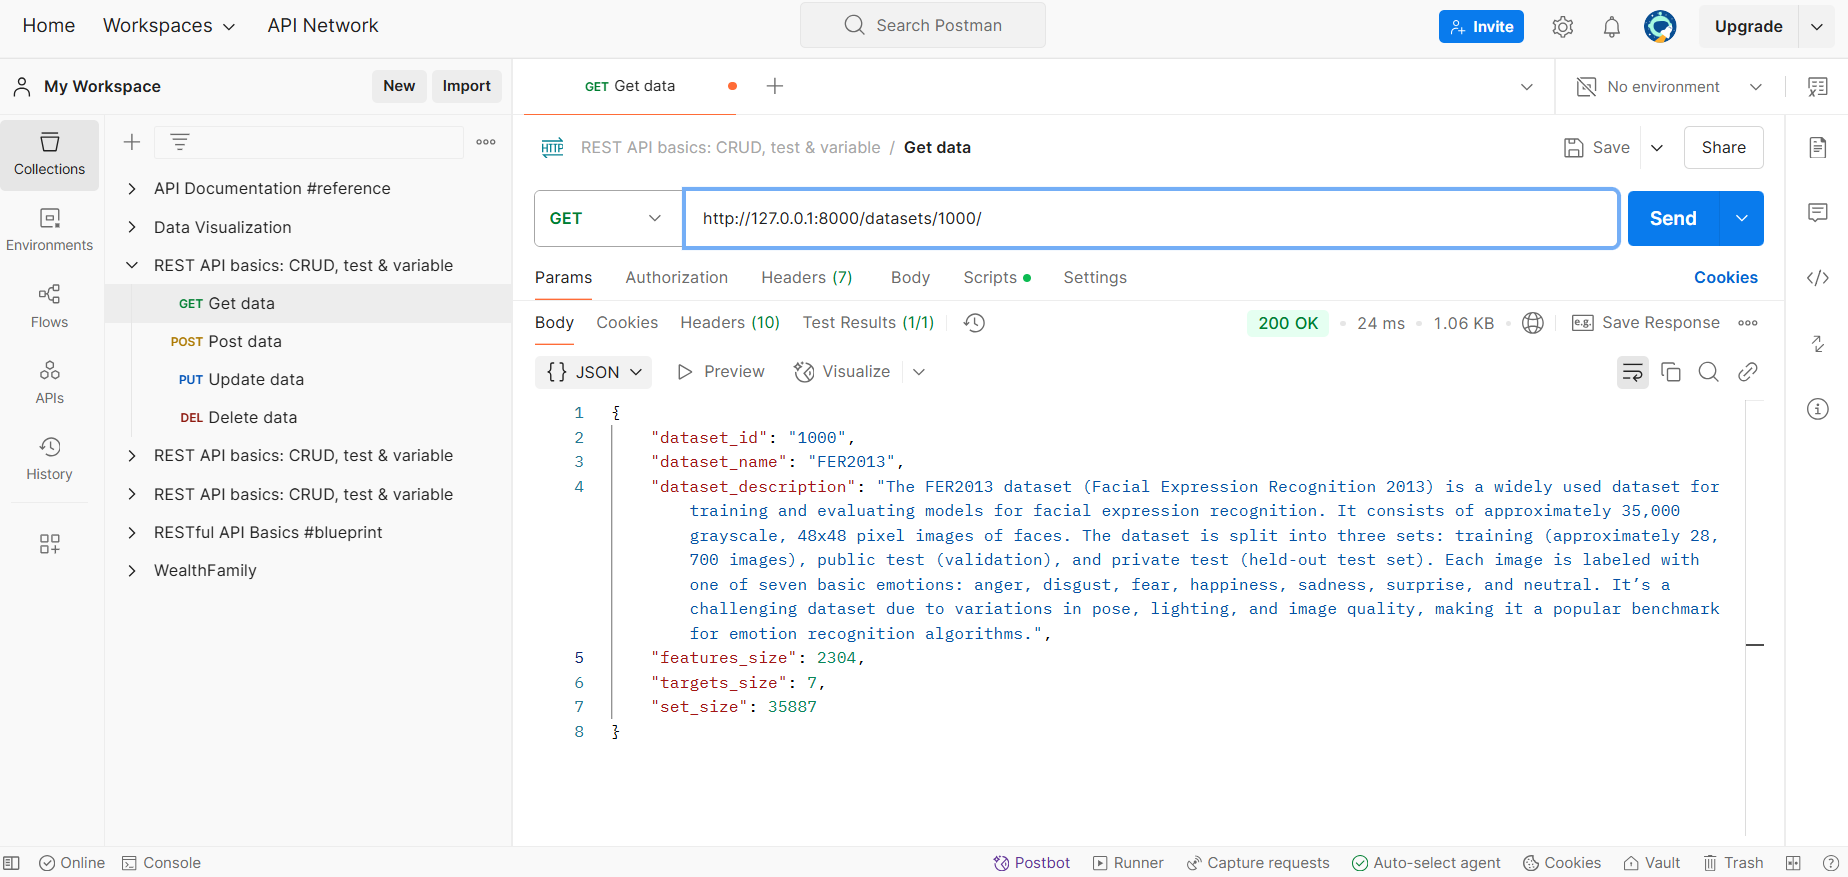 Home Workspaces API Network Search Postman Invite Upgrade
My Workspace New Import GET Get data No environment
Collections
Environments
Flows
APIs
History
API Documentation #reference
Data Visualization
REST API basics: CRUD, test & variable
GET Get data
POST Post data
PUT Update data
DEL Delete data
REST API basics: CRUD, test & variable
REST API basics: CRUD, test & variable
RESTful API Basics #blueprint
WealthFamily
HTTP REST API basics: CRUD, test & variable / Get data Save Share
GET http://127.0.0.1:8000/datasets/1000/ Send
Params Authorization Headers (7) Body Scripts Settings Cookies
Body Cookies Headers (10) Test Results (1/1) 200 OK 24 ms 1.06 KB e.g. Save Response
{} JSON Preview Visualize
1 {
2 "dataset_id": "1000",
3 "dataset_name": "FER2013",
4 "dataset_description": "The FER2013 dataset (Facial Expression Recognition 2013) is a widely used dataset for
training and evaluating models for facial expression recognition. It consists of approximately 35,000
grayscale, 48x48 pixel images of faces. The dataset is split into three sets: training (approximately 28,
700 images), public test (validation), and private test (held-out test set). Each image is labeled with
one of seven basic emotions: anger, disgust, fear, happiness, sadness, surprise, and neutral. It’s a
challenging dataset due to variations in pose, lighting, and image quality, making it a popular benchmark
for emotion recognition algorithms.",
5 "features_size": 2304,
6 "targets_size": 7,
7 "set_size": 35887
8 }
Online Console Postbot Runner Capture requests Auto-select agent Cookies Vault Trash